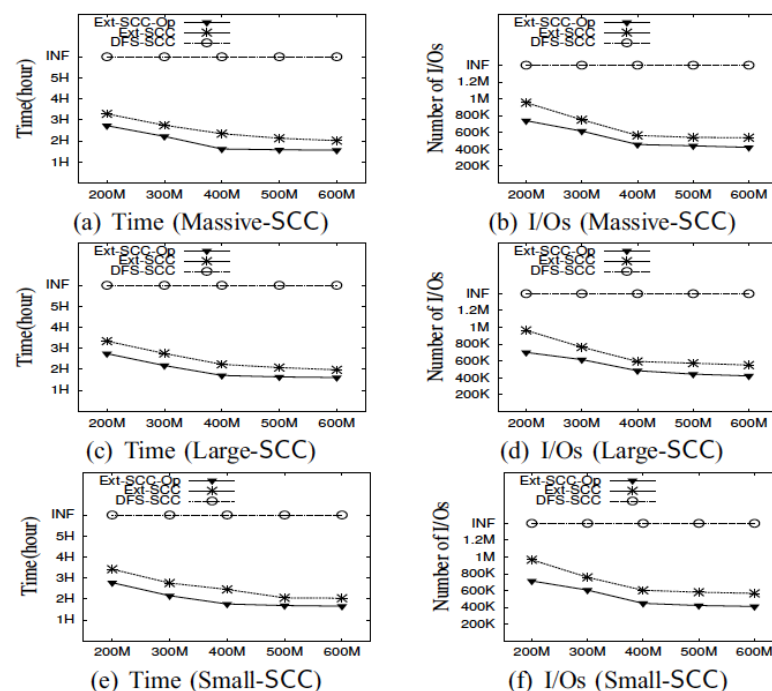 Ext-SCC-Op
Ext-SCC
DFS-SCC
Time(hour)
INF
5H
4H
3H
2H
1H
200M 300M 400M 500M 600M
(a) Time (Massive-SCC)
Ext-SCC-Op
Ext-SCC
DFS-SCC
Number of I/Os
INF
1.2M
1M
800K
600K
400K
200K
200M 300M 400M 500M 600M
(b) I/Os (Massive-SCC)
Ext-SCC-Op
Ext-SCC
DFS-SCC
Time(hour)
INF
5H
4H
3H
2H
1H
200M 300M 400M 500M 600M
(c) Time (Large-SCC)
Ext-SCC-Op
Ext-SCC
DFS-SCC
Number of I/Os
INF
1.2M
1M
800K
600K
400K
200K
200M 300M 400M 500M 600M
(d) I/Os (Large-SCC)
Ext-SCC-Op
Ext-SCC
DFS-SCC
Time(hour)
INF
5H
4H
3H
2H
1H
200M 300M 400M 500M 600M
(e) Time (Small-SCC)
Ext-SCC-Op
Ext-SCC
DFS-SCC
Number of I/Os
INF
1.2M
1M
800K
600K
400K
200K
200M 300M 400M 500M 600M
(f) I/Os (Small-SCC)